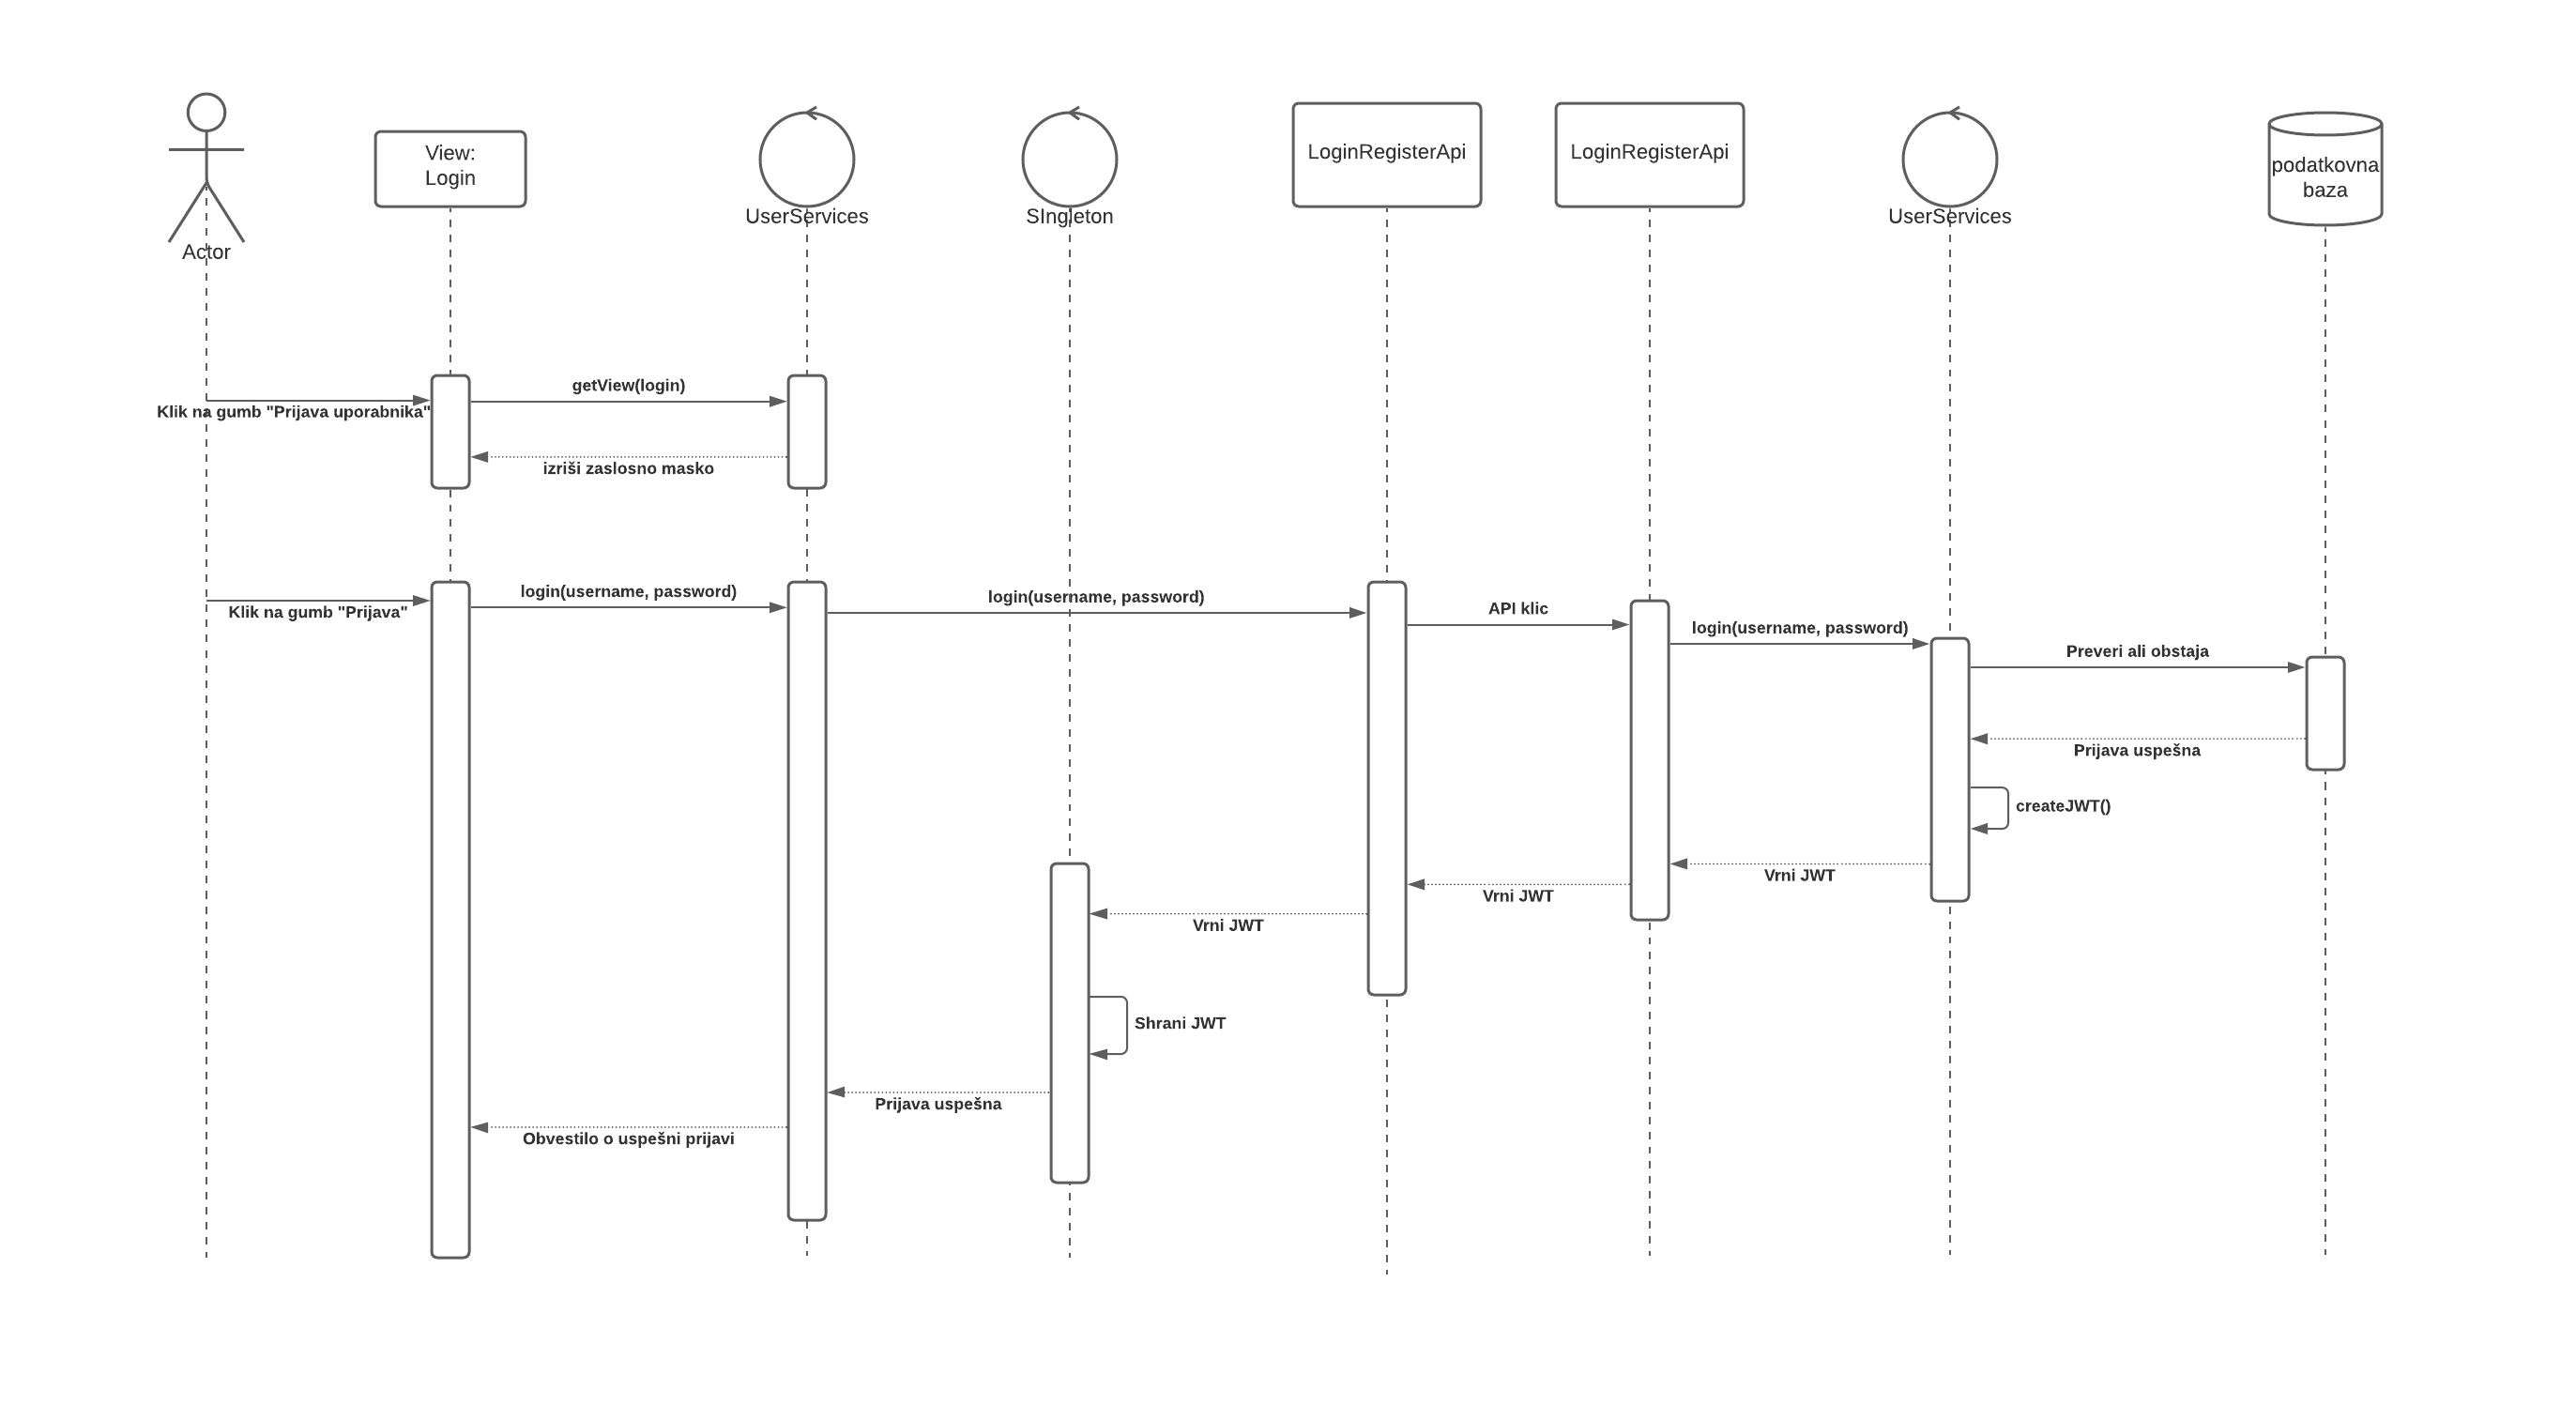 View:
Login
LoginRegisterApi
LoginRegisterApi
podatkovna
baza
UserServices
SIngleton
UserServices
Actor
getView(login)
Klik na gumb "Prijava uporabnika"
izriši zaslosno masko
login(username, password)
login(username, password)
Klik na gumb "Prijava"
API klic
login(username, password)
Preveri ali obstaja
Prijava uspešna
createJWT()
Vrni JWT
Vrni JWT
Vrni JWT
Shrani JWT
Prijava uspešna
Obvestilo o uspešni prijavi